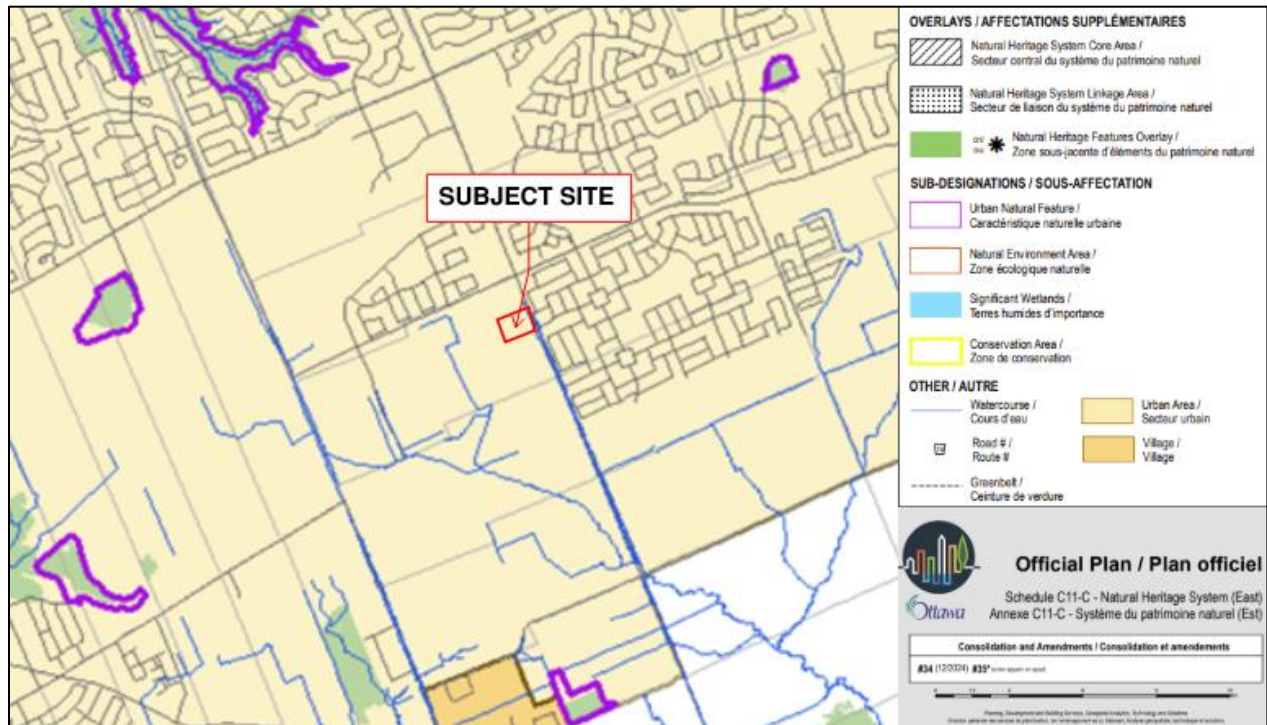 SUBJECT SITE
OVERLAYS / AFFECTATIONS SUPPLÉMENTAIRES
Natural Heritage System Core Area /
Secteur central du système du patrimoine naturel
Natural Heritage System Linkage Area /
Secteur de liaison du système du patrimoine naturel
Natural Heritage Features Overlay /
Zone sous-jacente d'éléments du patrimoine naturel
SUB-DESIGNATIONS / SOUS-AFFECTATION
Urban Natural Feature /
Caractéristique naturelle urbaine
Natural Environment Area /
Zone écologique naturelle
Significant Wetlands /
Terres humides d'importance
Conservation Area /
Zone de conservation
OTHER / AUTRE
Watercourse /
Cours d'eau
Urban Area /
Secteur urbain
Road # /
Route #
Village /
Village
Greenbelt /
Ceinture de verdure
Official Plan / Plan officiel
Schedule C11-C - Natural Heritage System (East)
Annexe C11-C - Système du patrimoine naturel (Est)
Ottawa
Consolidation and Amendments / Consolidation et amendements
#34 (12/2024) #35*